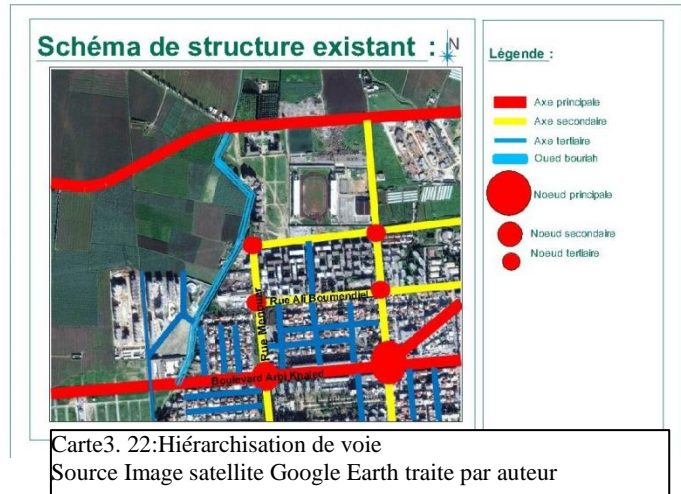 Schéma de structure existant :
N
Légende :
Axe principale
Axe secondaire
Axe tertiaire
Oued bouriah
Noeud principale
Noeud secondaire
Noeud tertiaire
Rue Ali Boumendjel
Rue Menouar
Boulevard Arbi Khaled
Carte3. 22:Hiérarchisation de voie
Source Image satellite Google Earth traite par auteur